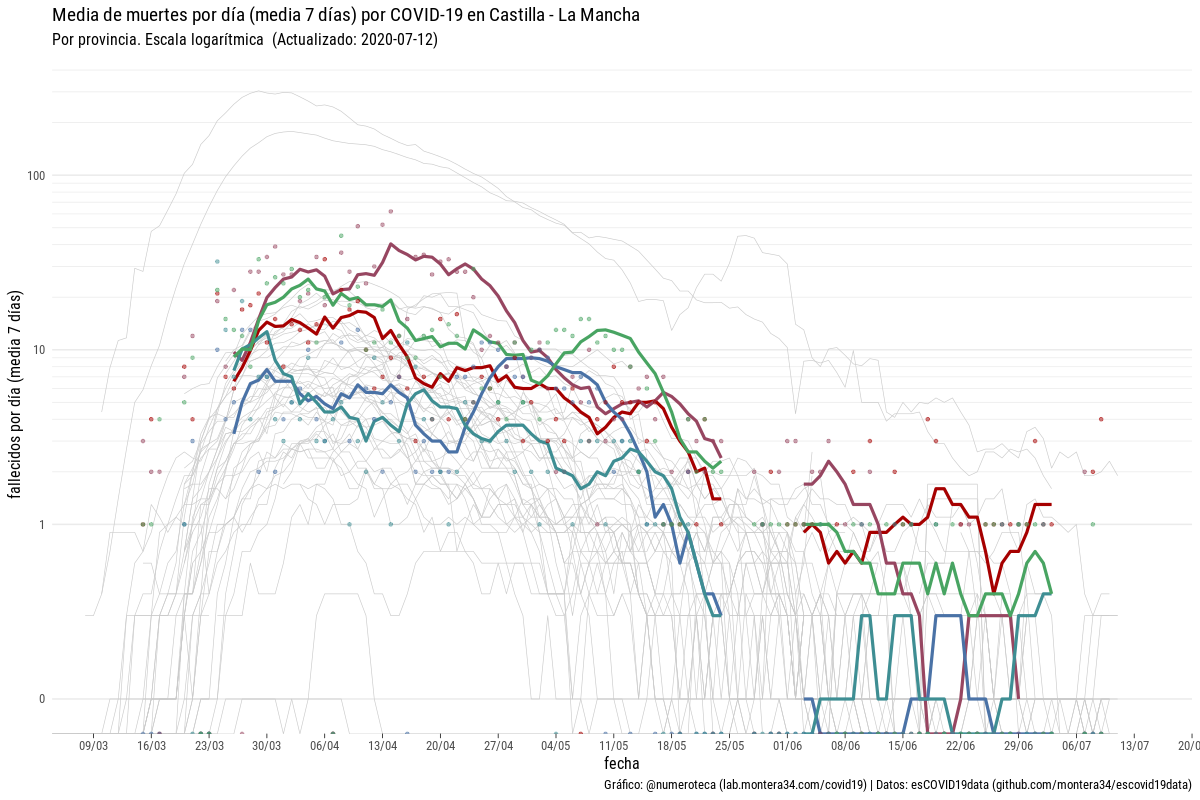 Media de muertes por día (media 7 días) por COVID-19 en Castilla - La Mancha
Por provincia. Escala logarítmica (Actualizado: 2020-07-12)
fallecidos por día (media 7 días)
100
10
1
0
09/03 16/03 23/03 30/03 06/04 13/04 20/04 27/04 04/05 11/05 18/05 25/05 01/06 08/06 15/06 22/06 29/06 06/07 13/07 20/0
fecha
Gráfico: @numeroteca (lab.montera34.com/covid19) | Datos: esCOVID19data (github.com/montera34/escovid19data)